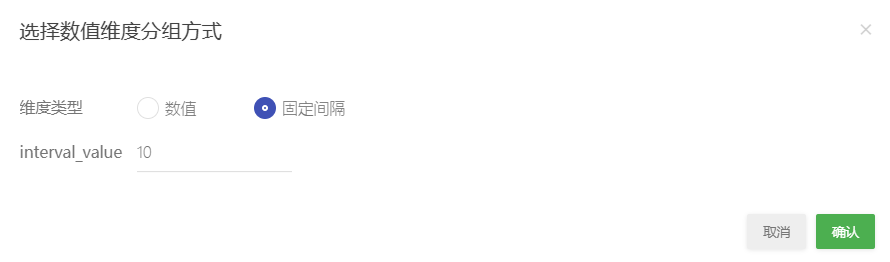 选择数值维度分组方式
维度类型 数值 固定间隔
interval_value 10
取消 确认